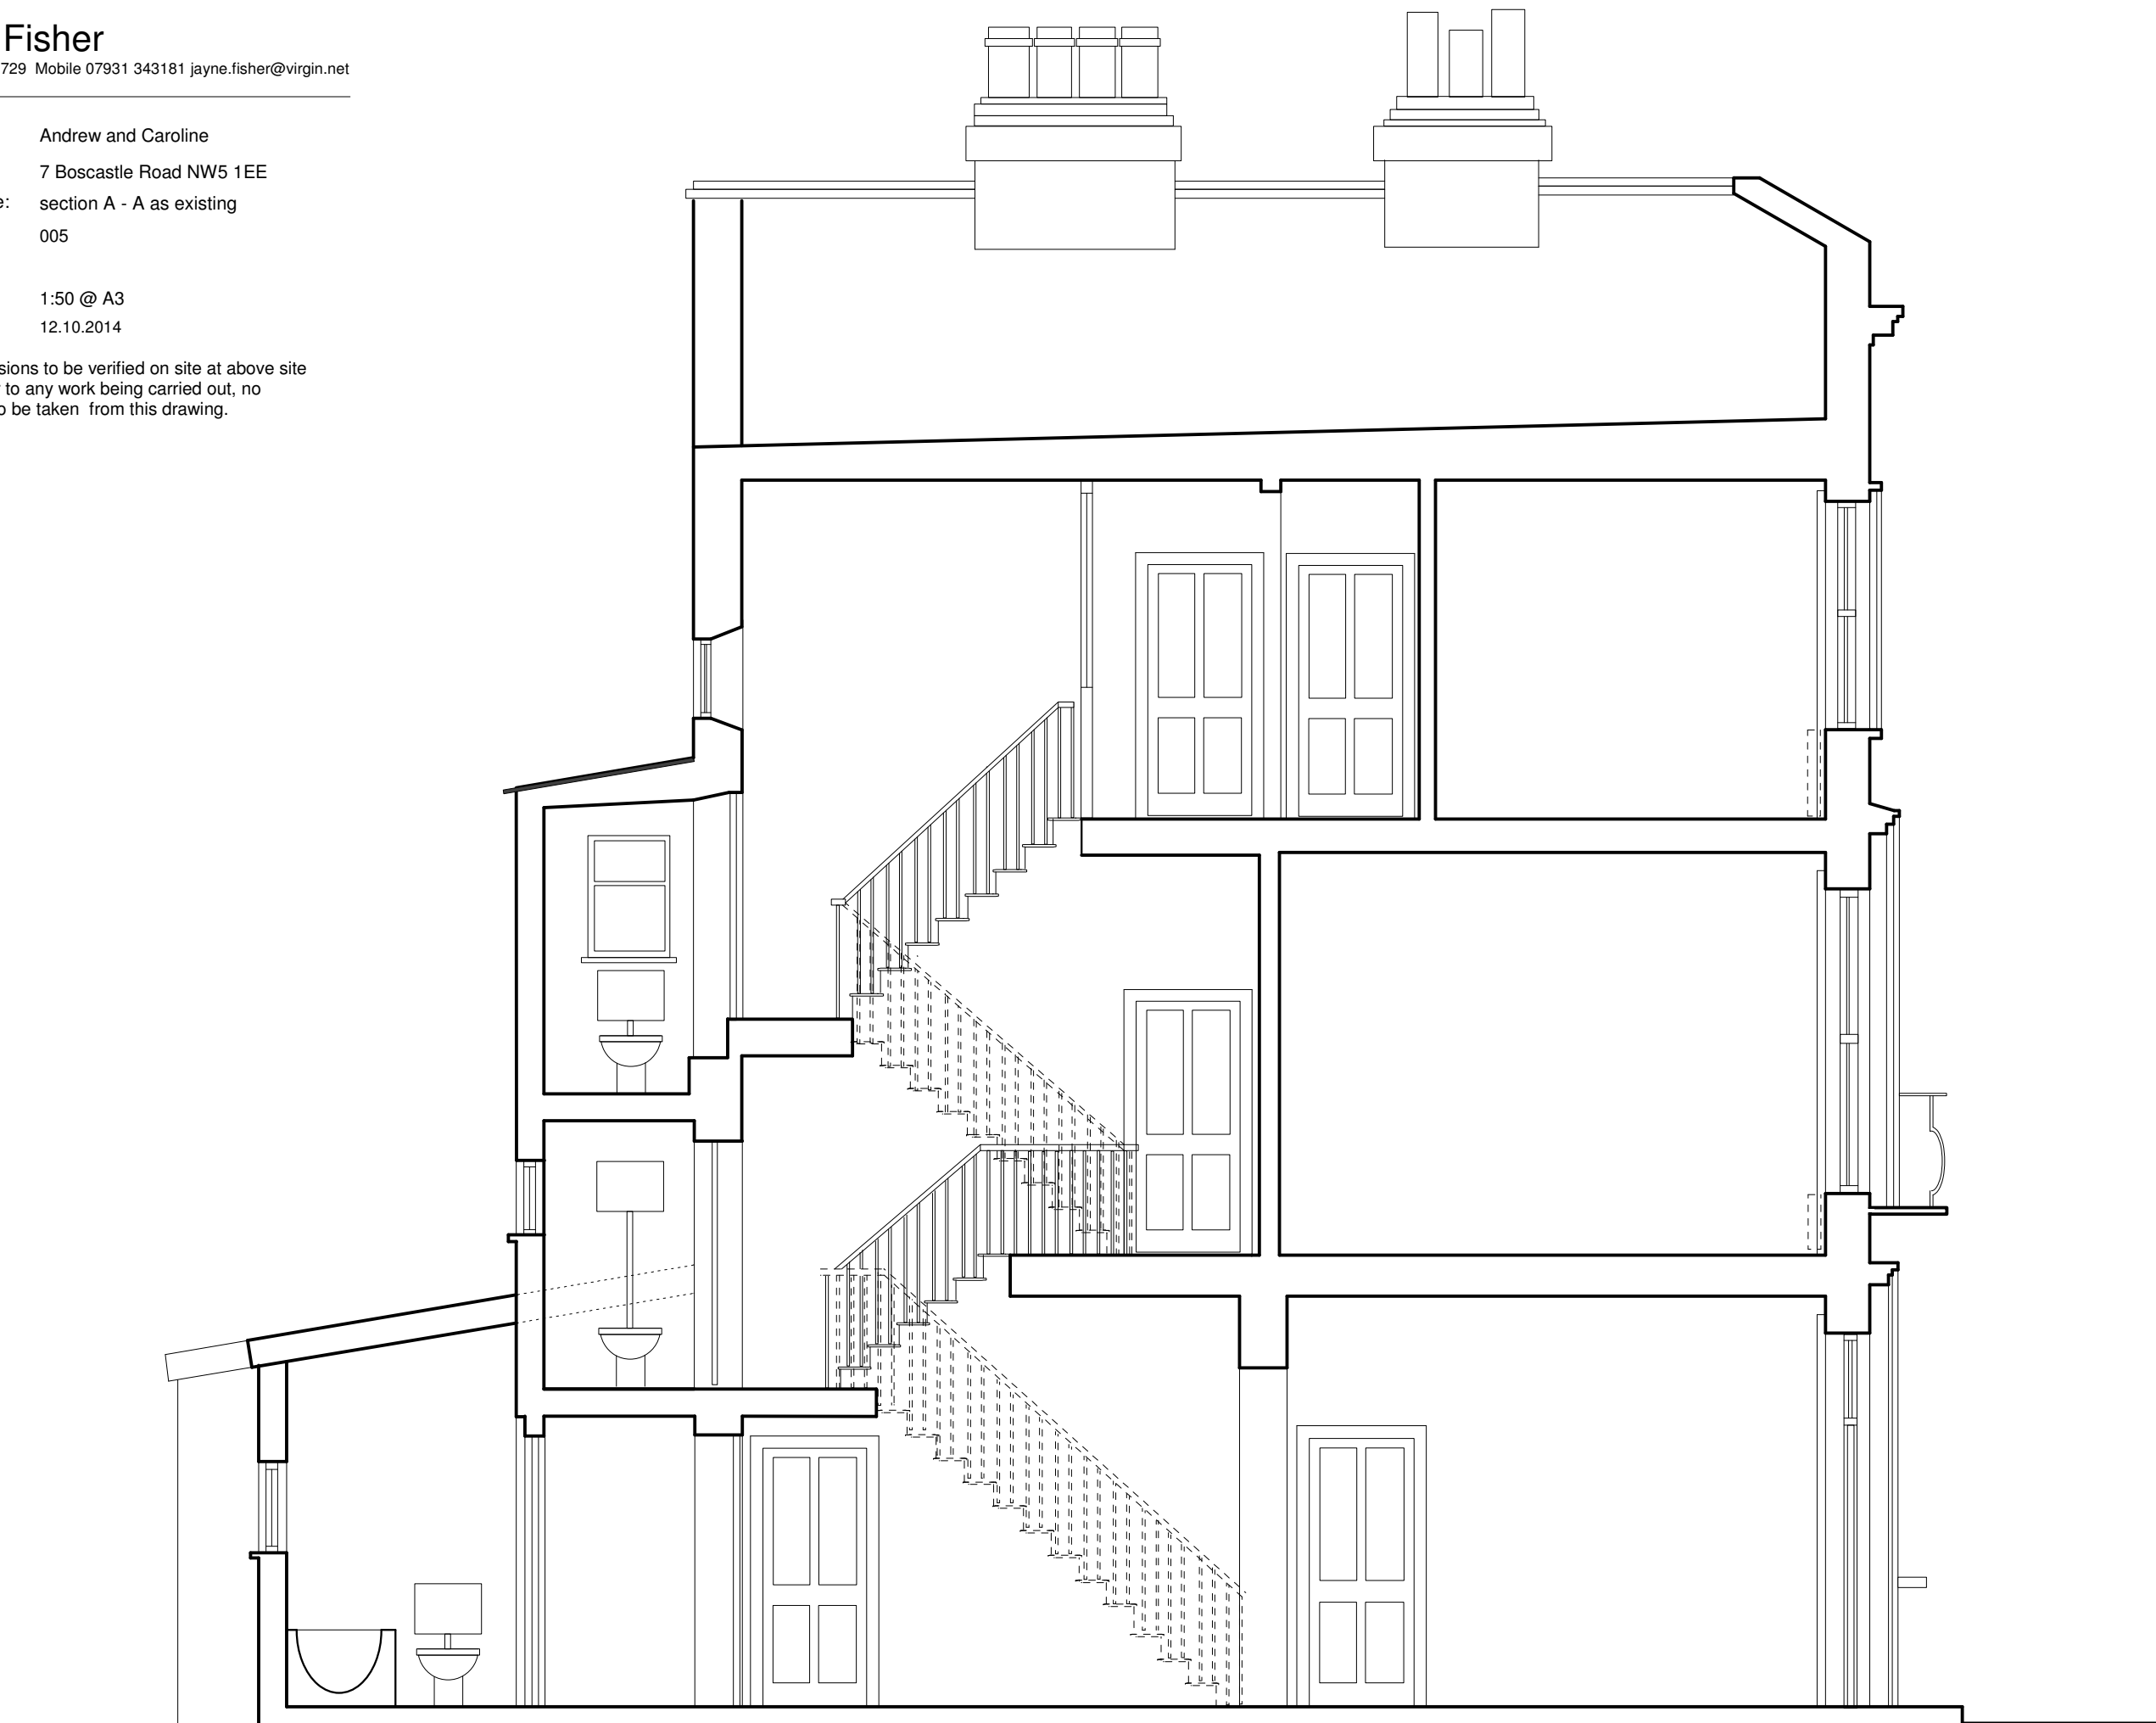 Fisher
729 Mobile 07931 343181 jayne.fisher@virgin.net
Andrew and Caroline
7 Boscastle Road NW5 1EE
e: section A - A as existing
005
1:50 @ A3
12.10.2014
sions to be verified on site at above site
to any work being carried out, no
o be taken from this drawing.